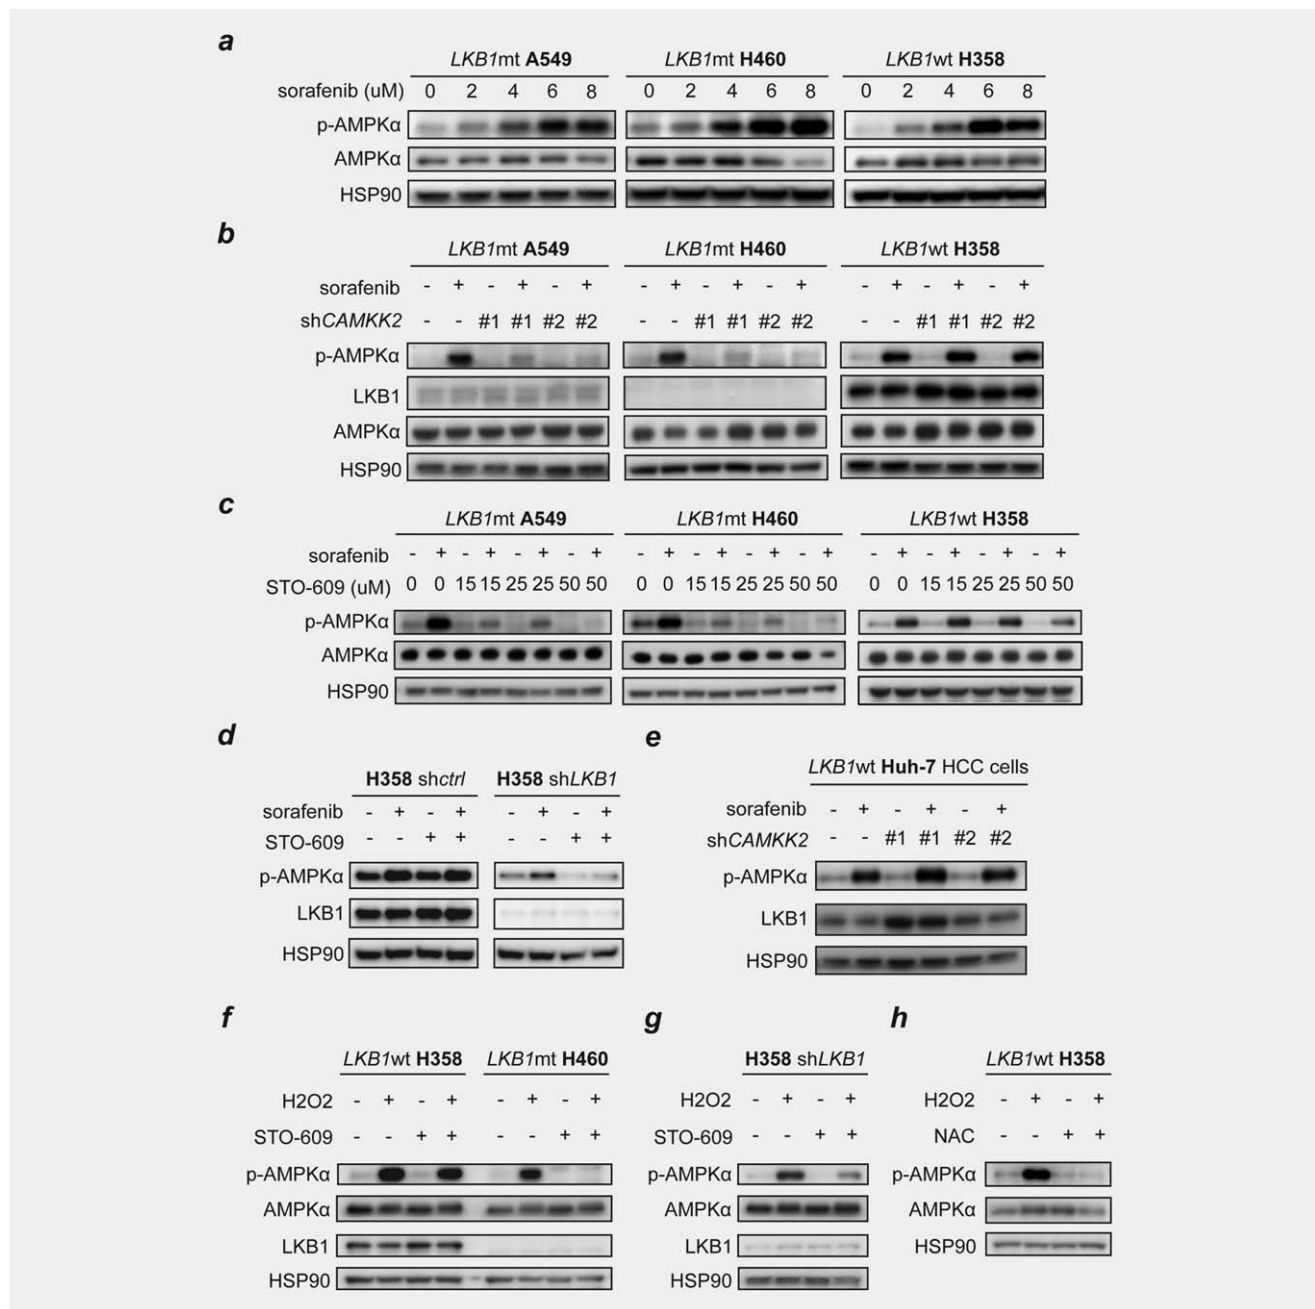 a
LKB1mt A549 LKB1mt H460 LKB1wt H358
sorafenib (uM) 0 2 4 6 8 0 2 4 6 8 0 2 4 6 8
p-AMPKα
AMPKα
HSP90
b
LKB1mt A549 LKB1mt H460 LKB1wt H358
sorafenib - + - + - + - + - + - + - + - + - +
shCAMKK2 - - #1 #1 #2 #2 - - #1 #1 #2 #2 - - #1 #1 #2 #2
p-AMPKα
LKB1
AMPKα
HSP90
c
LKB1mt A549 LKB1mt H460 LKB1wt H358
sorafenib - + - + - + - + - + - + - + - + - + - + - + - +
STO-609 (uM) 0 0 15 15 25 25 50 50 0 0 15 15 25 25 50 50 0 0 15 15 25 25 50 50
p-AMPKα
AMPKα
HSP90
d
H358 shctrl H358 shLKB1
sorafenib - + - + - + - +
STO-609 - - + + - - + +
p-AMPKα
LKB1
HSP90
e
LKB1wt Huh-7 HCC cells
sorafenib - + - + - +
shCAMKK2 - - #1 #1 #2 #2
p-AMPKα
LKB1
HSP90
f
LKB1wt H358 LKB1mt H460
H2O2 - + - + - + - +
STO-609 - - + + - - + +
p-AMPKα
AMPKα
LKB1
HSP90
g
H358 shLKB1
H2O2 - + - +
STO-609 - - + +
p-AMPKα
AMPKα
LKB1
HSP90
h
LKB1wt H358
H2O2 - + - +
NAC - - + +
p-AMPKα
AMPKα
HSP90